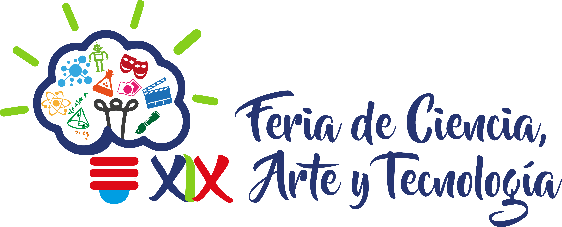 XIX
Feria de Ciencia,
Arte y Tecnología